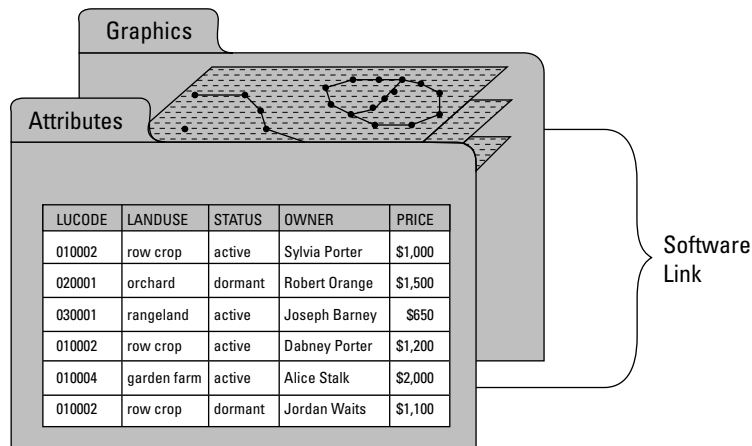 Graphics
Attributes
LUCODE LANDUSE STATUS OWNER PRICE
010002 row crop active Sylvia Porter $1,000
020001 orchard dormant Robert Orange $1,500
030001 rangeland active Joseph Barney $650
010002 row crop active Dabney Porter $1,200
010004 garden farm active Alice Stalk $2,000
010002 row crop dormant Jordan Waits $1,100
Software
Link